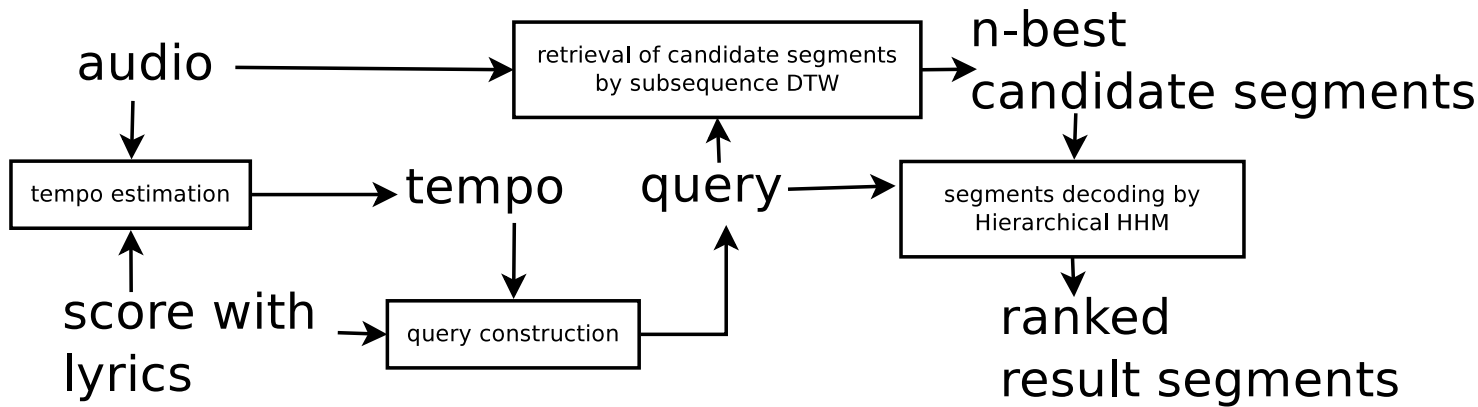 audio
retrieval of candidate segments
by subsequence DTW
n-best
candidate segments
tempo estimation
tempo
query
segments decoding by
Hierarchical HHM
score with
lyrics
query construction
ranked
result segments